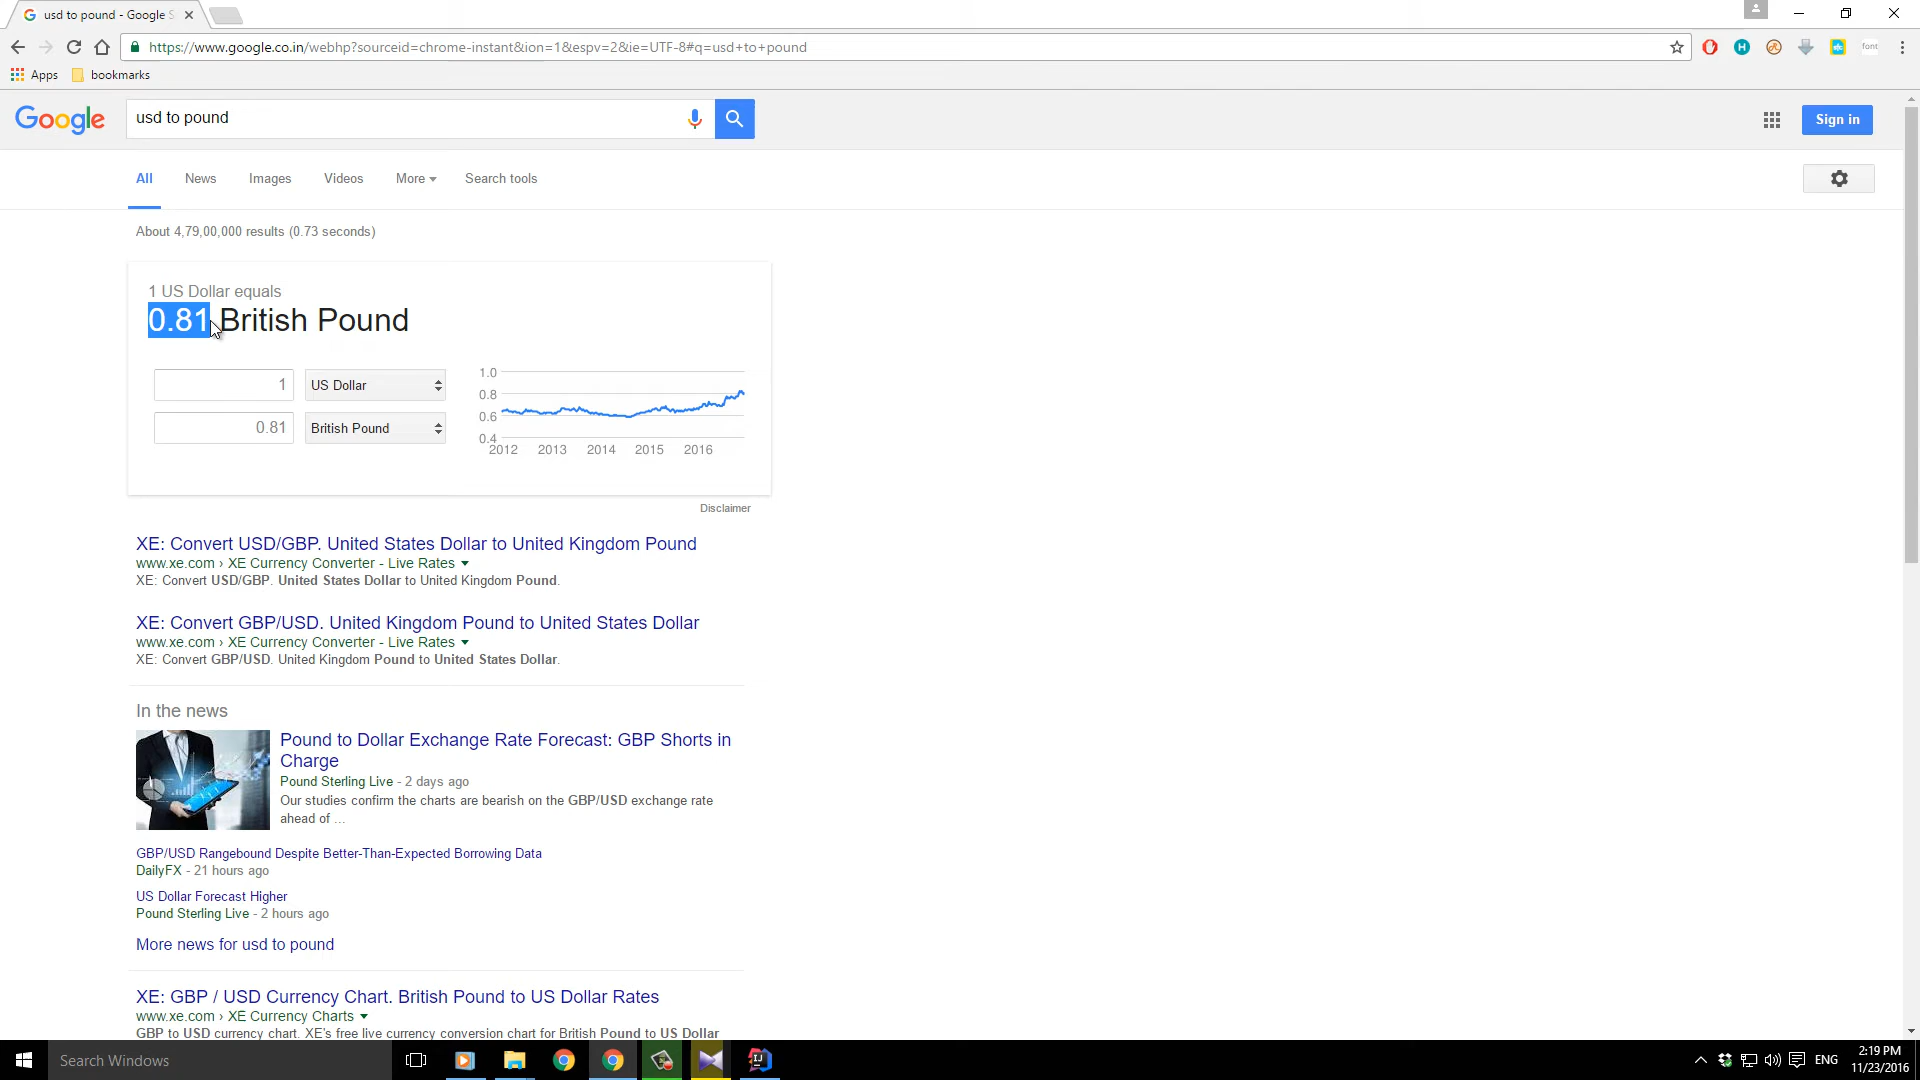 usd to pound - Google S
https://www.google.co.in/webhp?sourceid=chrome-instant&ion=1&espv=2&ie=UTF-8#q=usd+to+pound
font
Apps
bookmarks
Google
usd to pound
Sign in
All
News
Images
Videos
More
Search tools
About 4,79,00,000 results (0.73 seconds)
1 US Dollar equals
0.81 British Pound
1
US Dollar
0.81
British Pound
1.0
0.8
0.6
0.4
2012
2013
2014
2015
2016
Disclaimer
XE: Convert USD/GBP. United States Dollar to United Kingdom Pound
www.xe.com › XE Currency Converter - Live Rates
XE: Convert USD/GBP. United States Dollar to United Kingdom Pound.
XE: Convert GBP/USD. United Kingdom Pound to United States Dollar
www.xe.com › XE Currency Converter - Live Rates
XE: Convert GBP/USD. United Kingdom Pound to United States Dollar.
In the news
Pound to Dollar Exchange Rate Forecast: GBP Shorts in
Charge
Pound Sterling Live - 2 days ago
Our studies confirm the charts are bearish on the GBP/USD exchange rate
ahead of ...
GBP/USD Rangebound Despite Better-Than-Expected Borrowing Data
DailyFX - 21 hours ago
US Dollar Forecast Higher
Pound Sterling Live - 2 hours ago
More news for usd to pound
XE: GBP / USD Currency Chart. British Pound to US Dollar Rates
www.xe.com › XE Currency Charts
GBP to USD currency chart. XE's free live currency conversion chart for British Pound to US Dollar
Search Windows
ENG
2:19 PM
11/23/2016